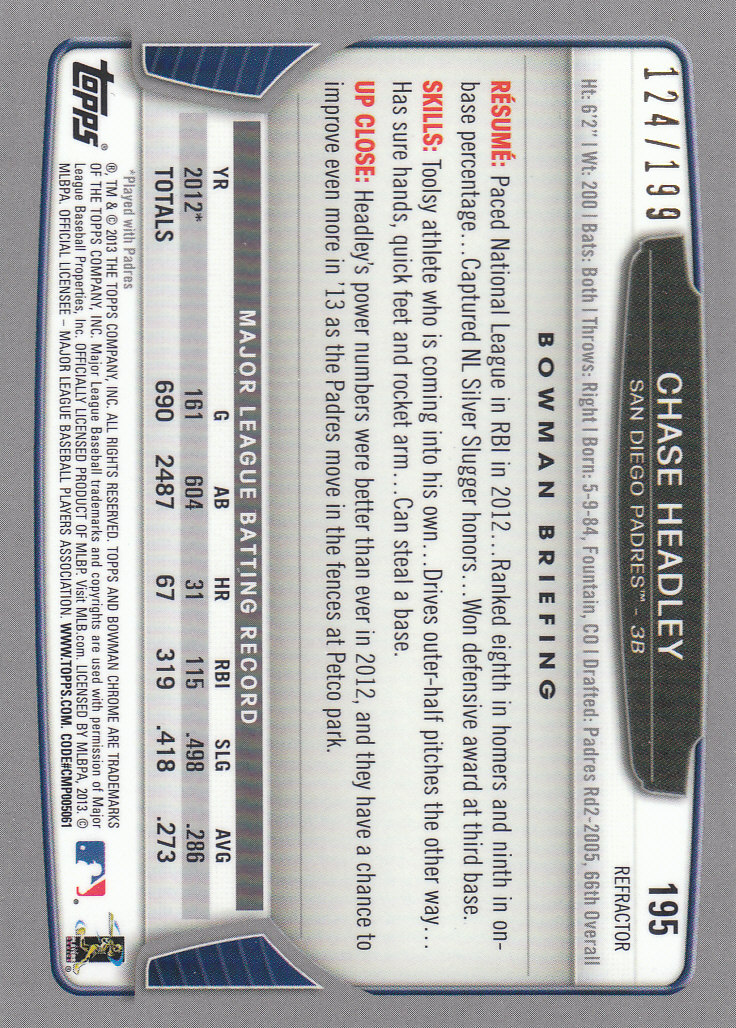 124/199
195
REFRACTOR
CHASE HEADLEY
SAN DIEGO PADRES™ - 3B
Ht: 6'2" | Wt: 200 | Bats: Both | Throws: Right | Born: 5-9-84, Fountain, CO | Drafted: Padres Rd2-2005, 66th Overall
BOWMAN BRIEFING
RÉSUMÉ: Paced National League in RBI in 2012...Ranked eighth in homers and ninth in on-
base percentage...Captured NL Silver Slugger honors...Won defensive award at third base.
SKILLS: Toolsy athlete who is coming into his own...Drives outer-half pitches the other way...
Has sure hands, quick feet and rocket arm...Can steal a base.
UP CLOSE: Headley's power numbers were better than ever in 2012, and they have a chance to
improve even more in '13 as the Padres move in the fences at Petco park.
MAJOR LEAGUE BATTING RECORD
YR G AB HR RBI SLG AVG
2012* 161 604 31 115 .498 .286
TOTALS 690 2487 67 319 .418 .273
*Played with Padres
topps®
®, TM & © 2013 THE TOPPS COMPANY, INC. ALL RIGHTS RESERVED. TOPPS AND BOWMAN CHROME ARE TRADEMARKS
OF THE TOPPS COMPANY, INC. Major League Baseball trademarks and copyrights are used with permission of Major
League Baseball Properties, Inc. OFFICIALLY LICENSED PRODUCT OF MLBP. Visit MLB.com. LICENSED BY MLBPA, 2013, ©
MLBPA. OFFICIAL LICENSEE – MAJOR LEAGUE BASEBALL PLAYERS ASSOCIATION. WWW.TOPPS.COM. CODE#CMP005061